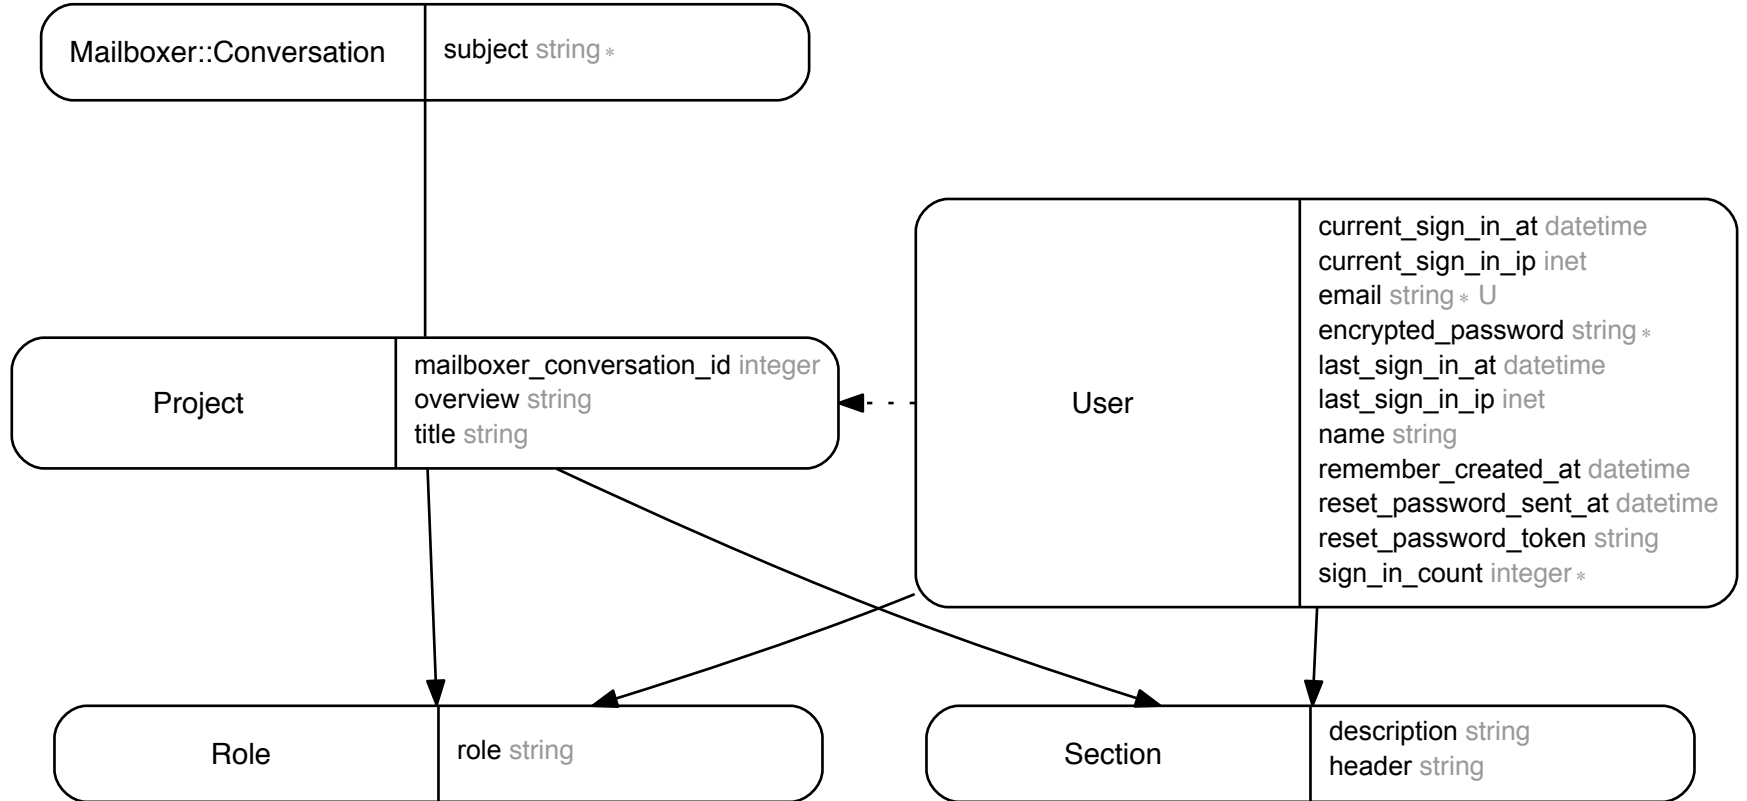 Mailboxer::Conversation
subject string *
Project
mailboxer_conversation_id integer
overview string
title string
User
current_sign_in_at datetime
current_sign_in_ip inet
email string * U
encrypted_password string *
last_sign_in_at datetime
last_sign_in_ip inet
name string
remember_created_at datetime
reset_password_sent_at datetime
reset_password_token string
sign_in_count integer *
Role
role string
Section
description string
header string